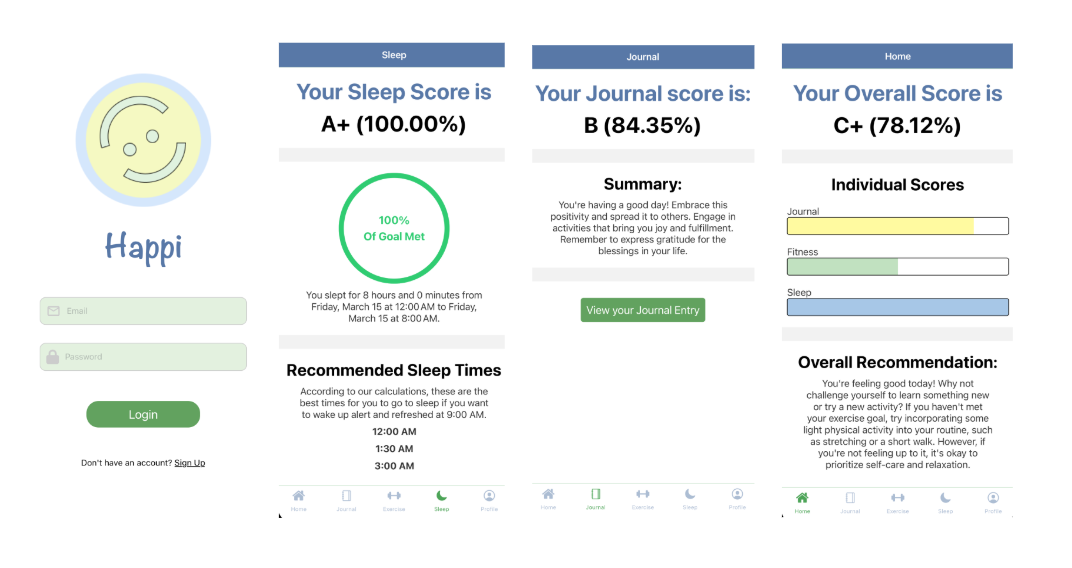 Happi
Email
Password
Login
Don't have an account? Sign Up
Sleep
Your Sleep Score is
A+ (100.00%)
100%
Of Goal Met
You slept for 8 hours and 0 minutes from
Friday, March 15 at 12:00 AM to Friday,
March 15 at 8:00 AM.
Recommended Sleep Times
According to our calculations, these are the
best times for you to go to sleep if you want
to wake up alert and refreshed at 9:00 AM.
12:00 AM
1:30 AM
3:00 AM
Home Journal Exercise Sleep Profile
Journal
Your Journal score is:
B (84.35%)
Summary:
You're having a good day! Embrace this
positivity and spread it to others. Engage in
activities that bring you joy and fulfillment.
Remember to express gratitude for the
blessings in your life.
View your Journal Entry
Home Journal Exercise Sleep Profile
Home
Your Overall Score is
C+ (78.12%)
Individual Scores
Journal
Fitness
Sleep
Overall Recommendation:
You're feeling good today! Why not
challenge yourself to learn something new
or try a new activity? If you haven't met
your exercise goal, try incorporating some
light physical activity into your routine, such
as stretching or a short walk. However, if
you're not feeling up to it, it's okay to
prioritize self-care and relaxation.
Home Journal Exercise Sleep Profile